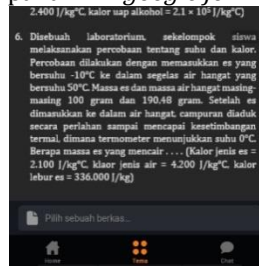 2.400 J/kg°C, kalor uap alkohol = 2,1 × 10⁵ J/kg°C)
6. Disebuah laboratorium, sekelompok siswa
melaksanakan percobaan tentang suhu dan kalor.
Percobaan dilakukan dengan memasukkan es yang
bersuhu -10°C ke dalam segelas air hangat yang
bersuhu 50°C. Massa es dan massa air hangat masing-
masing 100 gram dan 190,48 gram. Setelah es
dimasukkan ke dalam air hangat, campuran diaduk
secara perlahan sampai mencapai kesetimbangan
termal, dimana termometer menunjukkan suhu 0°C.
Berapa massa es yang mencair .... (Kalor jenis es =
2.100 J/kg°C, klaor jenis air = 4.200 J/kg°C, kalor
lebur es = 336.000 J/kg)
Pilih sebuah berkas...
Home Tema Chat